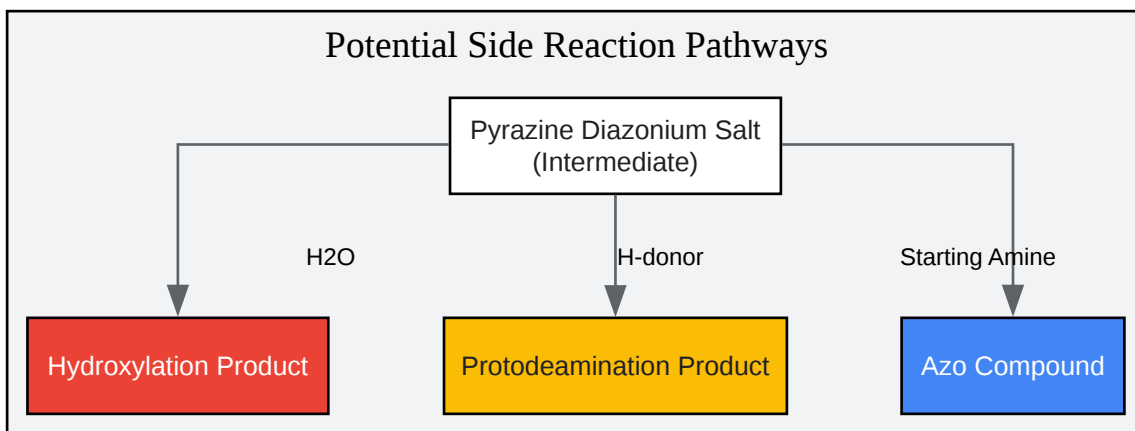 Potential Side Reaction Pathways
Pyrazine Diazonium Salt
(Intermediate)
H2O
H-donor
Starting Amine
Hydroxylation Product
Protodeamination Product
Azo Compound